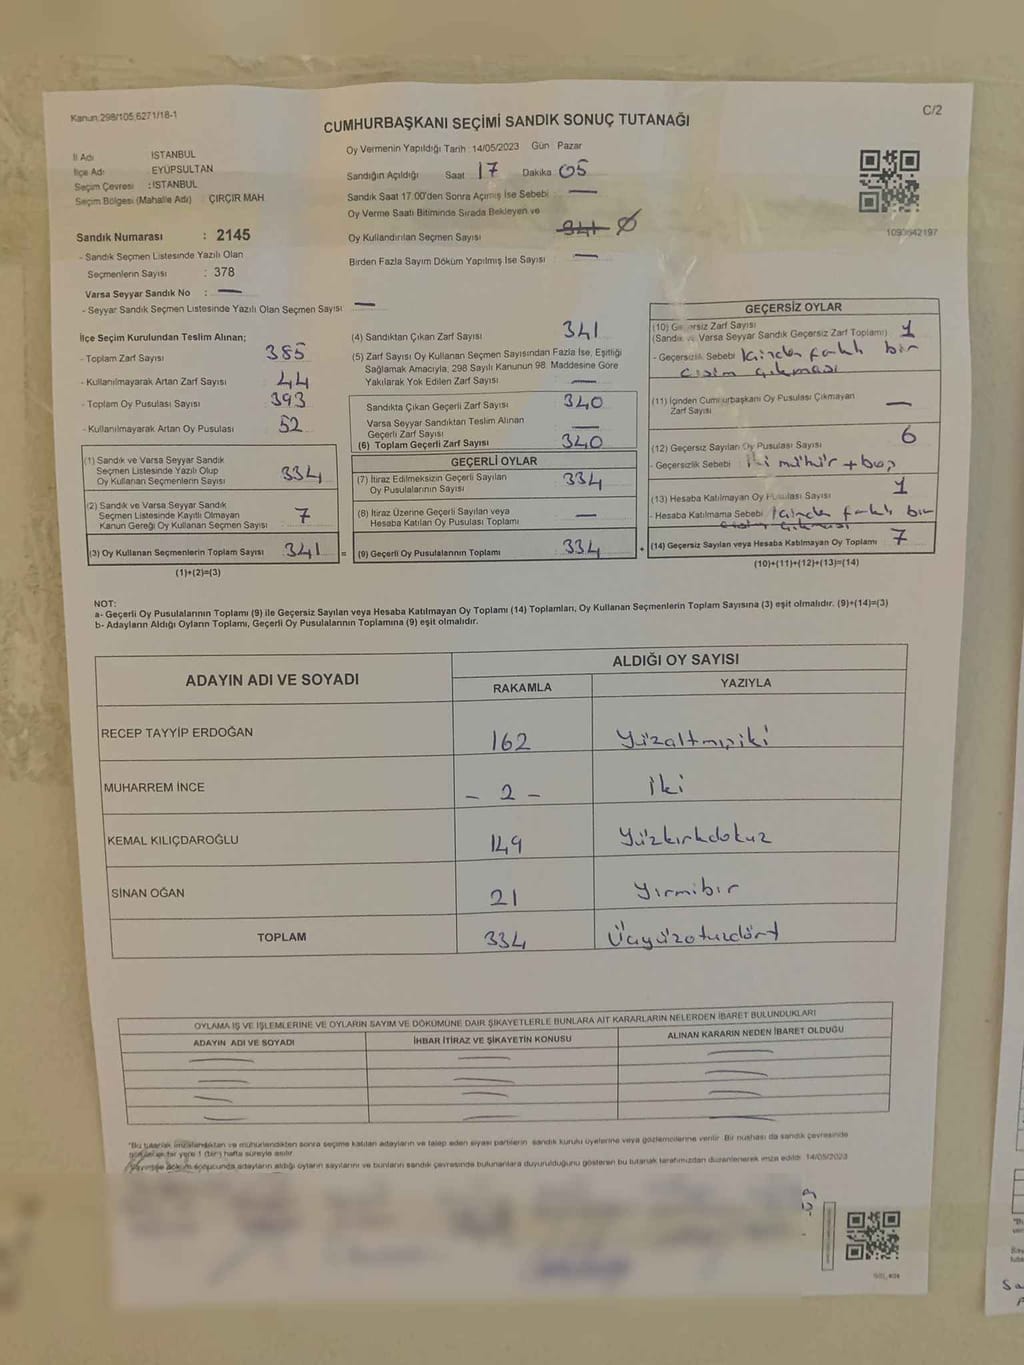 Kanun:298/105,6271/18-1
C/2
CUMHURBAŞKANI SEÇİMİ SANDIK SONUÇ TUTANAĞI
İl Adı İSTANBUL
İlçe Adı EYÜPSULTAN
Seçim Çevresi : İSTANBUL
Seçim Bölgesi (Mahalle Adı) ÇIRÇIR MAH
Sandık Numarası : 2145
- Sandık Seçmen Listesinde Yazılı Olan
Seçmenlerin Sayısı : 378
Varsa Seyyar Sandık No : —
- Seyyar Sandık Seçmen Listesinde Yazılı Olan Seçmen Sayısı : —
Oy Vermenin Yapıldığı Tarih : 14/05/2023 Gün Pazar
Sandığın Açıldığı Saat 17 Dakika 05
Sandık Saat 17.00'den Sonra Açılmış İse Sebebi : —
Oy Verme Saati Bitiminde Sırada Bekleyen ve
Oy Kullandırılan Seçmen Sayısı 341 Ø
Birden Fazla Sayım Döküm Yapılmış İse Sayısı : —
1093642197
İlçe Seçim Kurulundan Teslim Alınan;
- Toplam Zarf Sayısı 385
- Kullanılmayarak Artan Zarf Sayısı : 44
- Toplam Oy Pusulası Sayısı : 393
- Kullanılmayarak Artan Oy Pusulası : 52
(1) Sandık ve Varsa Seyyar Sandık
Seçmen Listesinde Yazılı Olup
Oy Kullanan Seçmenlerin Sayısı : 334
(2) Sandık ve Varsa Seyyar Sandık
Seçmen Listesinde Kayıtlı Olmayan
Kanun Gereği Oy Kullanan Seçmen Sayısı : 7
(3) Oy Kullanan Seçmenlerin Toplam Sayısı : 341 =
(1)+(2)=(3)
(4) Sandıktan Çıkan Zarf Sayısı 341
(5) Zarf Sayısı Oy Kullanan Seçmen Sayısından Fazla İse, Eşitliği
Sağlamak Amacıyla, 298 Sayılı Kanunun 98. Maddesine Göre
Yakılarak Yok Edilen Zarf Sayısı —
Sandıkta Çıkan Geçerli Zarf Sayısı : 340
Varsa Seyyar Sandıktan Teslim Alınan
Geçerli Zarf Sayısı —
(6) Toplam Geçerli Zarf Sayısı : 340
GEÇERLİ OYLAR
(7) İtiraz Edilmeksizin Geçerli Sayılan
Oy Pusulalarının Sayısı : 334
(8) İtiraz Üzerine Geçerli Sayılan veya
Hesaba Katılan Oy Pusulası Toplamı : —
(9) Geçerli Oy Pusulalarının Toplamı : 334 +
GEÇERSİZ OYLAR
(10) Geçersiz Zarf Sayısı
(Sandık ve Varsa Seyyar Sandık Geçersiz Zarf Toplamı) 1
- Geçersizlik Sebebi İçinden farklı bir
cisim çıkması
(11) İçinden Cumhurbaşkanı Oy Pusulası Çıkmayan
Zarf Sayısı —
(12) Geçersiz Sayılan Oy Pusulası Sayısı 6
- Geçersizlik Sebebi : İki mühür + boş
(13) Hesaba Katılmayan Oy Pusulası Sayısı 1
- Hesaba Katılmama Sebebi : İçinden farklı bir
cisim çıkması
(14) Geçersiz Sayılan veya Hesaba Katılmayan Oy Toplamı : 7
(10)+(11)+(12)+(13)=(14)
NOT:
a- Geçerli Oy Pusulalarının Toplamı (9) ile Geçersiz Sayılan veya Hesaba Katılmayan Oy Toplamı (14) Toplamları, Oy Kullanan Seçmenlerin Toplam Sayısına (3) eşit olmalıdır. (9)+(14)=(3)
b- Adayların Aldığı Oyların Toplamı, Geçerli Oy Pusulalarının Toplamına (9) eşit olmalıdır.
ADAYIN ADI VE SOYADI ALDIĞI OY SAYISI
RAKAMLA YAZIYLA
RECEP TAYYİP ERDOĞAN 162 Yüzaltmışiki
MUHARREM İNCE - 2 - İki
KEMAL KILIÇDAROĞLU 149 Yüzkırkdokuz
SİNAN OĞAN 21 Yirmibir
TOPLAM 334 Üçyüzotuzdört
OYLAMA İŞ VE İŞLEMLERİNE VE OYLARIN SAYIM VE DÖKÜMÜNE DAİR ŞİKAYETLERLE BUNLARA AİT KARARLARIN NELERDEN İBARET BULUNDUKLARI
ADAYIN ADI VE SOYADI İHBAR İTİRAZ VE ŞİKAYETİN KONUSU ALINAN KARARIN NEDEN İBARET OLDUĞU
*Bu tutanak imzalandıktan ve mühürlendikten sonra seçime katılan adayların ve talep eden siyasi partilerin sandık kurulu üyelerine veya gözlemcilerine verilir. Bir nüshası da sandık çevresinde
görülecek bir yere 1 (bir) hafta süreyle asılır.
döküm sonucunda adayların aldığı oyların sayılarını ve bunların sandık çevresinde bulunanlara duyurulduğunu gösteren bu tutanak tarafımızdan düzenlenerek imza edildi. 14/05/2023